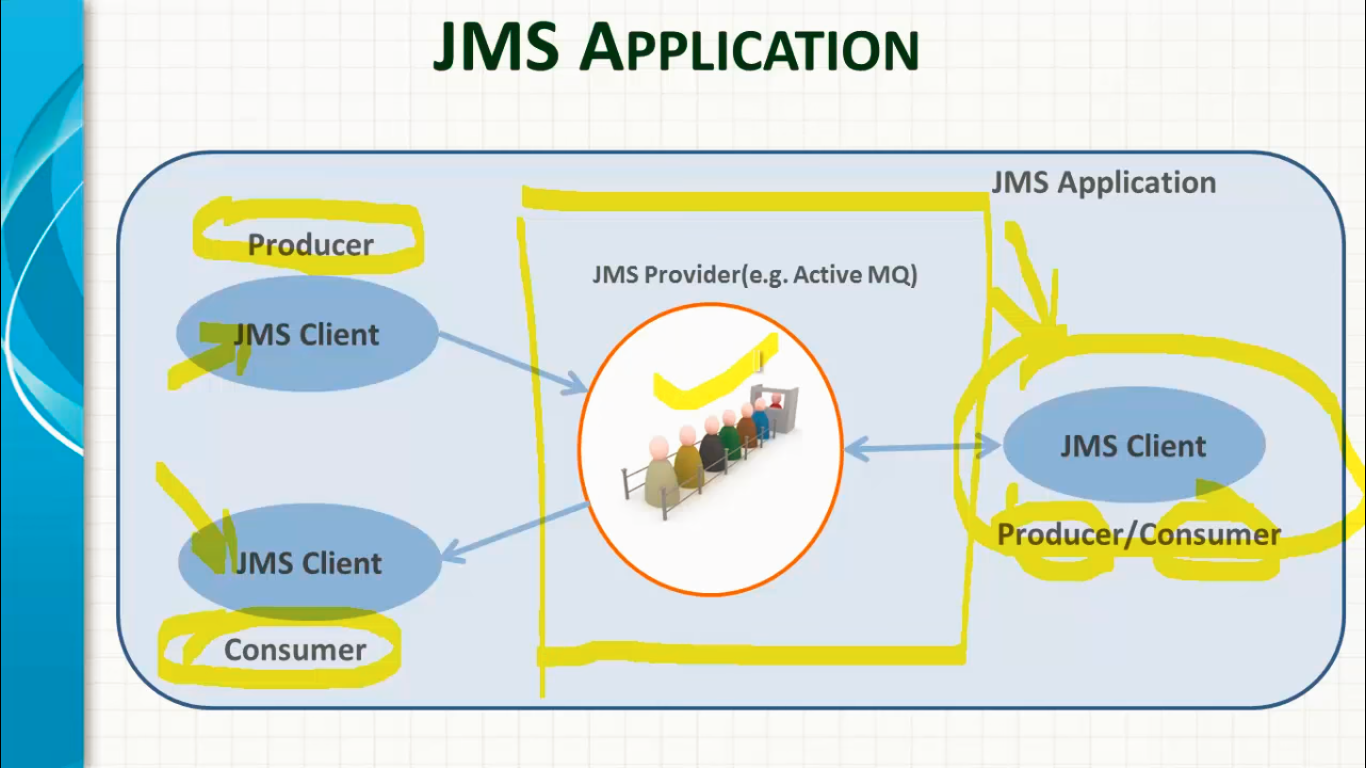 JMS APPLICATION
JMS Application
Producer
JMS Provider(e.g. Active MQ)
JMS Client
JMS Client
Producer/Consumer
JMS Client
Consumer